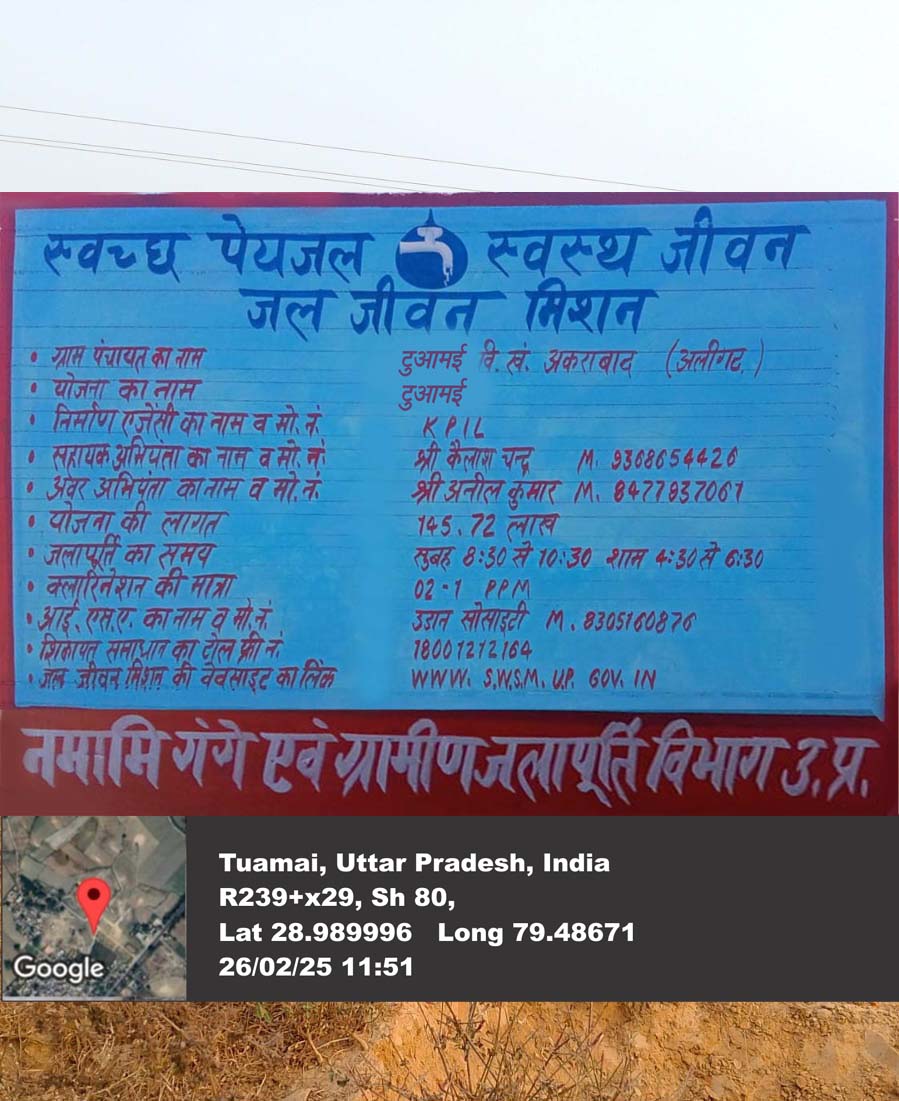 स्वच्छ पेयजल स्वस्थ जीवन
जल जीवन मिशन
• ग्राम पंचायत का नाम टुआमई वि. खं. अकराबाद (अलीगढ़)
• योजना का नाम टुआमई
• निर्माण एजेंसी का नाम व मो. नं. KPIL
• सहायक अभियंता का नाम व मो. नं. श्री कैलाश चन्द्र M. 9368654426
• अवर अभियंता का नाम व मो. नं. श्री अनील कुमार M. 8477837061
• योजना की लागत 145.72 लाख
• जलापूर्ति का समय सुबह 8:30 से 10:30 शाम 4:30 से 6:30
• क्लारिनेशन की मात्रा 02-1 PPM
• आई. एस. ए. का नाम व मो. नं. उडान सोसाइटी M. 8305160876
• शिकायत समाधान का टोल फ्री नं. 18001212164
• जल जीवन मिशन की वेबसाइट का लिंक WWW. S.WSM. U.P. GOV. IN
नमामि गंगे एवं ग्रामीण जलापूर्ति विभाग उ. प्र.
Tuamai, Uttar Pradesh, India
R239+x29, Sh 80,
Lat 28.989996 Long 79.48671
26/02/25 11:51
Google